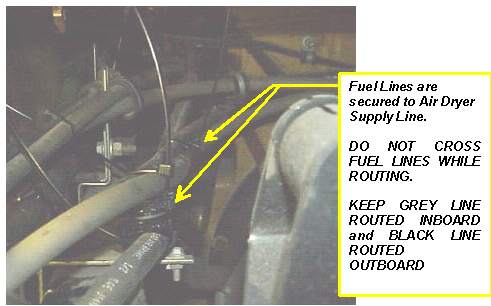 Fuel Lines are
secured to Air Dryer
Supply Line.
DO NOT CROSS
FUEL LINES WHILE
ROUTING.
KEEP GREY LINE
ROUTED INBOARD
and BLACK LINE
ROUTED
OUTBOARD